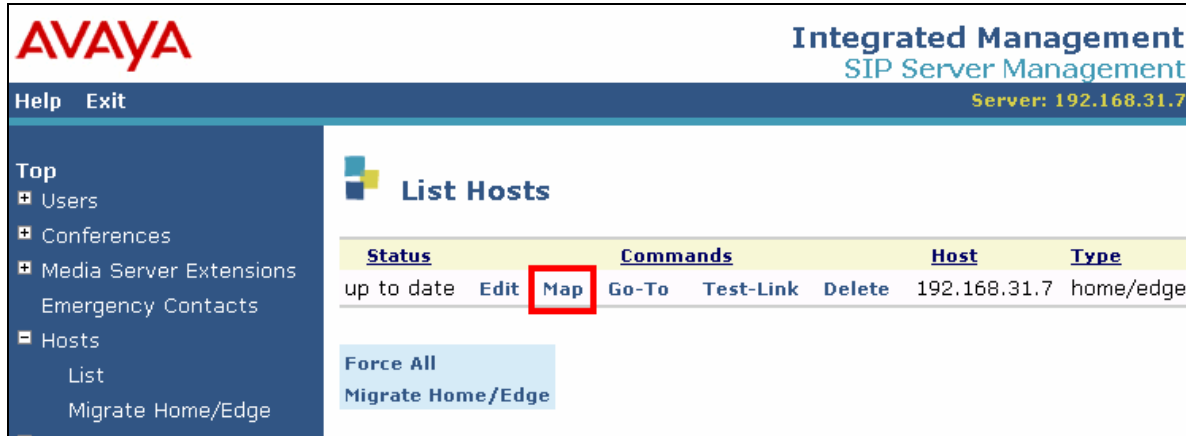 AVAYA
Integrated Management
SIP Server Management
Help Exit
Server: 192.168.31.7
Top
Users
Conferences
Media Server Extensions
Emergency Contacts
Hosts
List
Migrate Home/Edge
List Hosts
Status Commands Host Type
up to date Edit Map Go-To Test-Link Delete 192.168.31.7 home/edge
Force All
Migrate Home/Edge